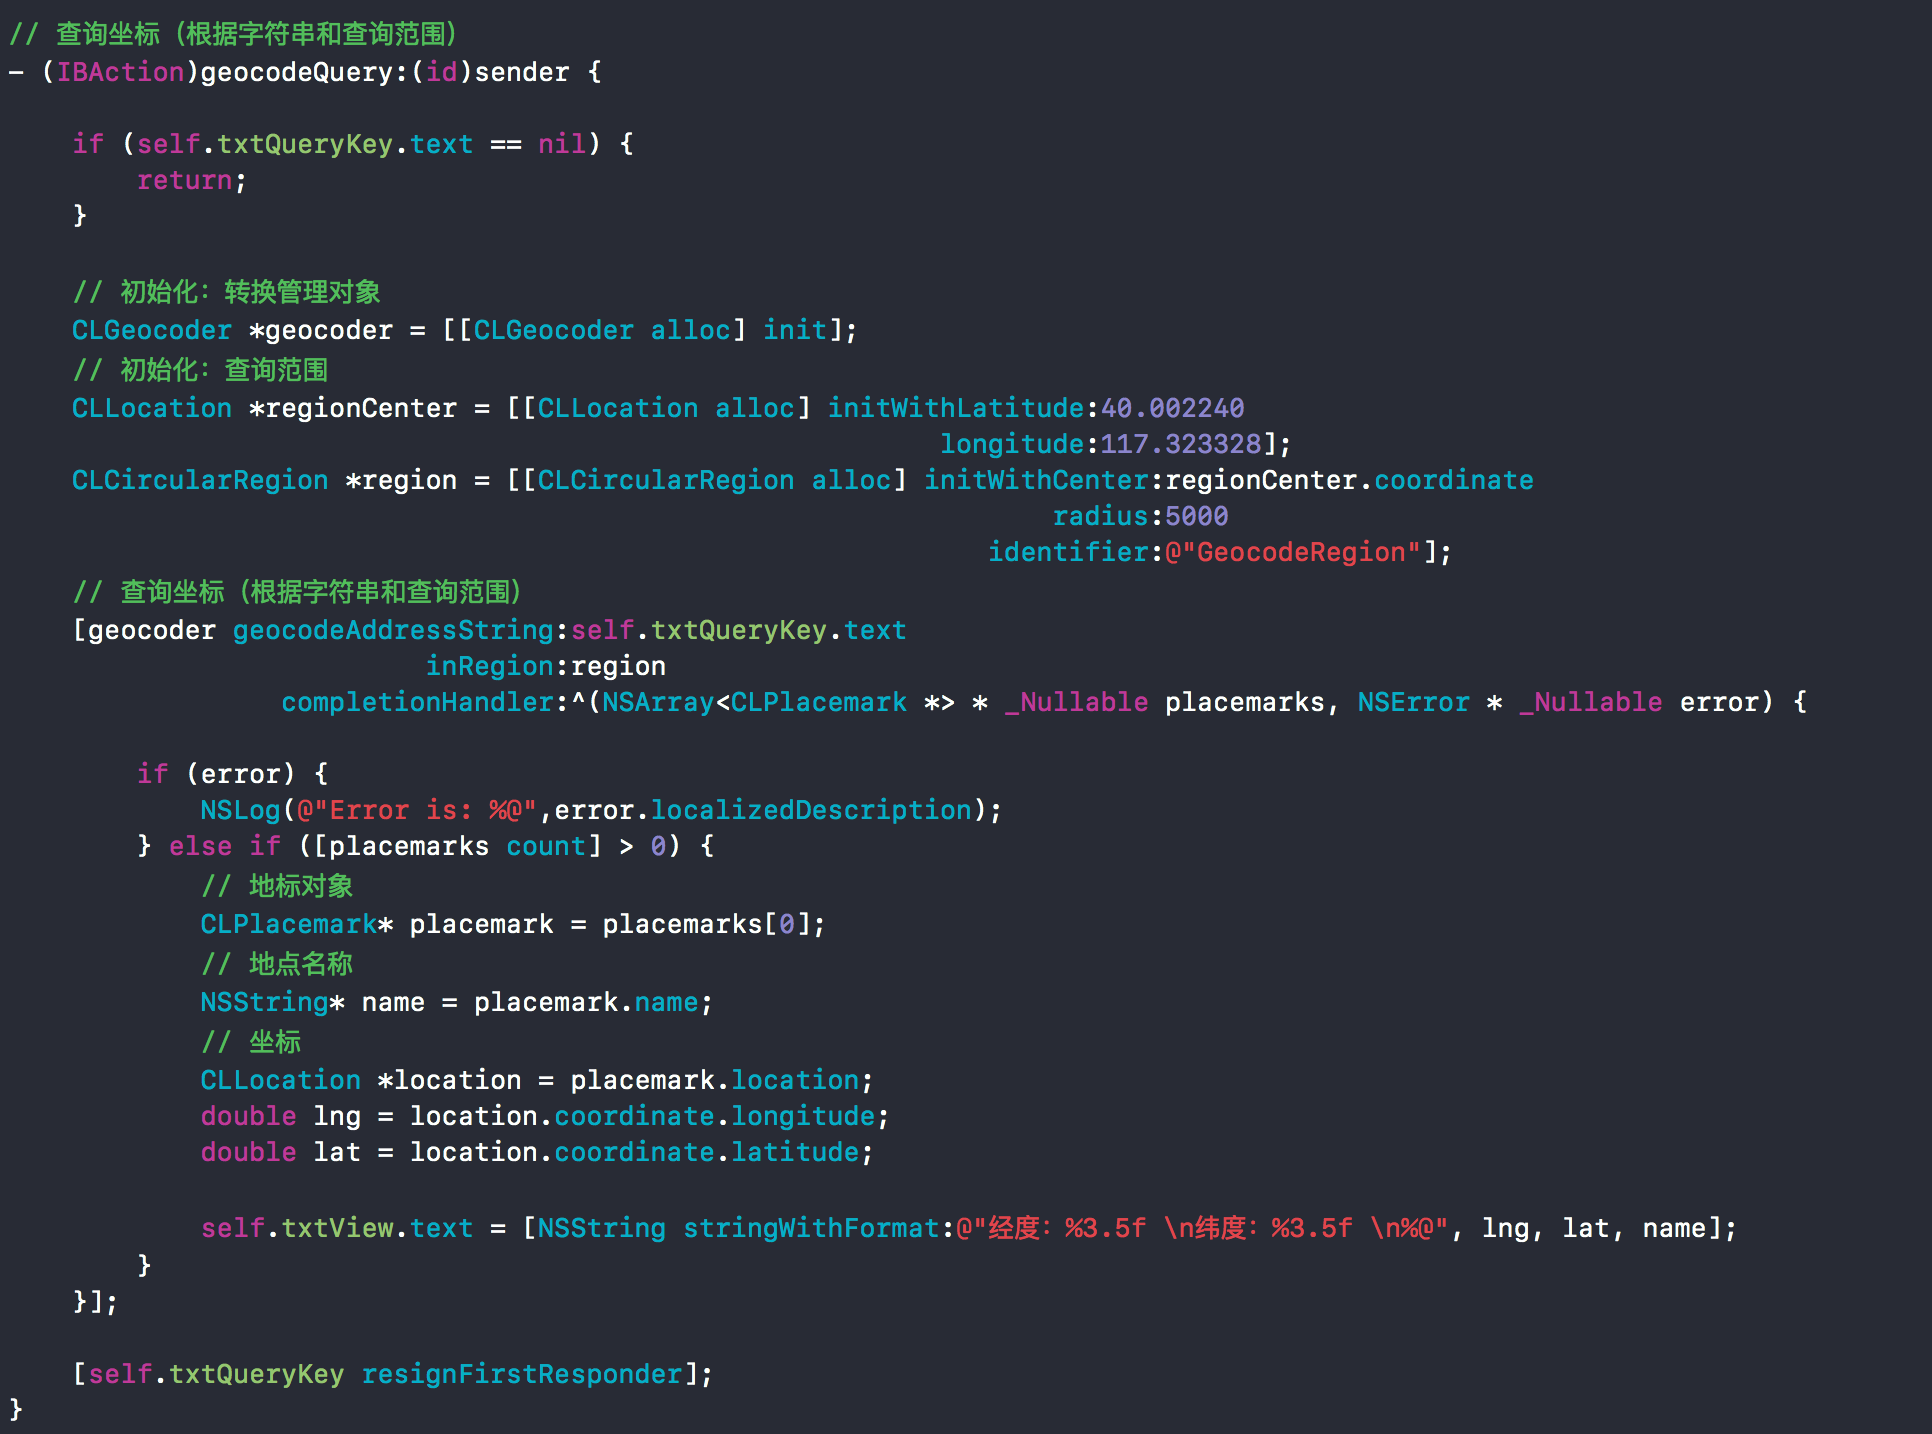 // 查询坐标（根据字符串和查询范围）
- (IBAction)geocodeQuery:(id)sender {
if (self.txtQueryKey.text == nil) {
return;
}
// 初始化：转换管理对象
CLGeocoder *geocoder = [[CLGeocoder alloc] init];
// 初始化：查询范围
CLLocation *regionCenter = [[CLLocation alloc] initWithLatitude:40.002240
longitude:117.323328];
CLCircularRegion *region = [[CLCircularRegion alloc] initWithCenter:regionCenter.coordinate
radius:5000
identifier:@"GeocodeRegion"];
// 查询坐标（根据字符串和查询范围）
[geocoder geocodeAddressString:self.txtQueryKey.text
inRegion:region
completionHandler:^(NSArray<CLPlacemark *> * _Nullable placemarks, NSError * _Nullable error) {
if (error) {
NSLog(@"Error is: %@",error.localizedDescription);
} else if ([placemarks count] > 0) {
// 地标对象
CLPlacemark* placemark = placemarks[0];
// 地点名称
NSString* name = placemark.name;
// 坐标
CLLocation *location = placemark.location;
double lng = location.coordinate.longitude;
double lat = location.coordinate.latitude;
self.txtView.text = [NSString stringWithFormat:@"经度：%3.5f \n纬度：%3.5f \n%@", lng, lat, name];
}
}];
[self.txtQueryKey resignFirstResponder];
}